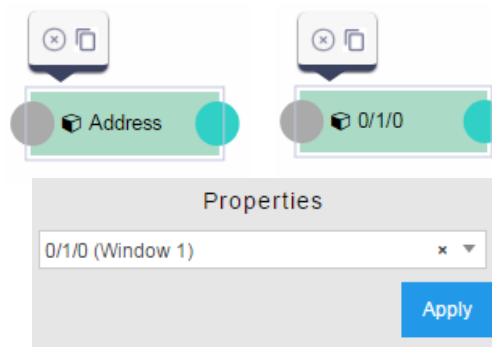 Address
0/1/0
Properties
0/1/0 (Window 1)
Apply